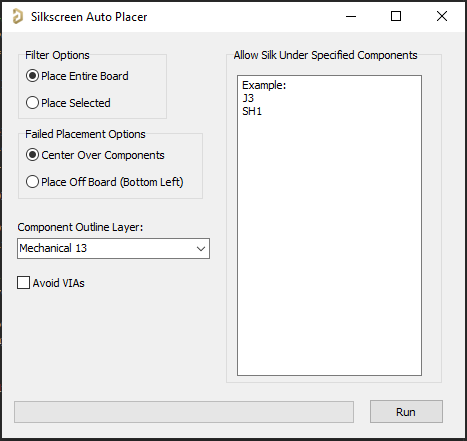 Silkscreen Auto Placer
Filter Options
Place Entire Board
Place Selected
Failed Placement Options
Center Over Components
Place Off Board (Bottom Left)
Component Outline Layer:
Mechanical 13
Avoid VIAs
Allow Silk Under Specified Components
Example:
J3
SH1
Run